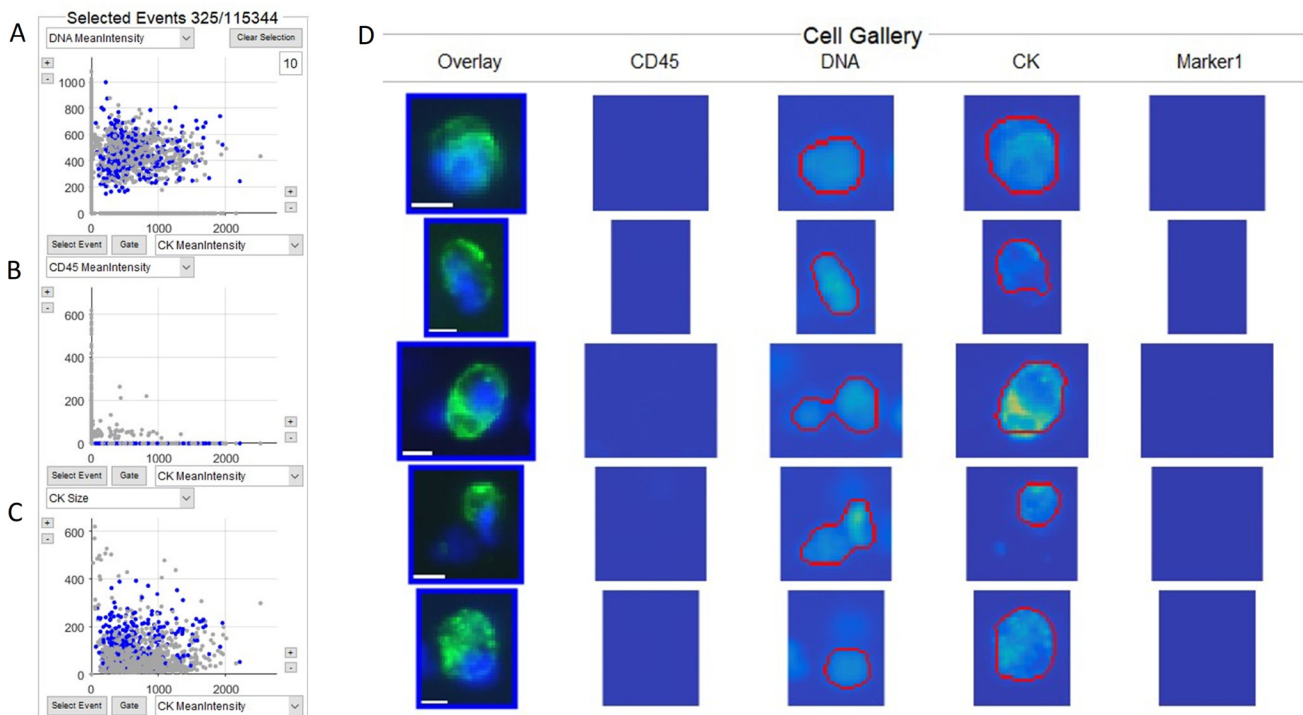 A
Selected Events 325/115344
DNA MeanIntensity
Clear Selection
+
-
10
1000
800
600
400
200
0
+
-
0 1000 2000
Select Event Gate CK MeanIntensity
B
CD45 MeanIntensity
+
-
600
400
200
0
+
-
0 1000 2000
Select Event Gate CK MeanIntensity
C
CK Size
+
-
600
400
200
0
+
-
0 1000 2000
Select Event Gate CK MeanIntensity
D
Cell Gallery
Overlay CD45 DNA CK Marker1